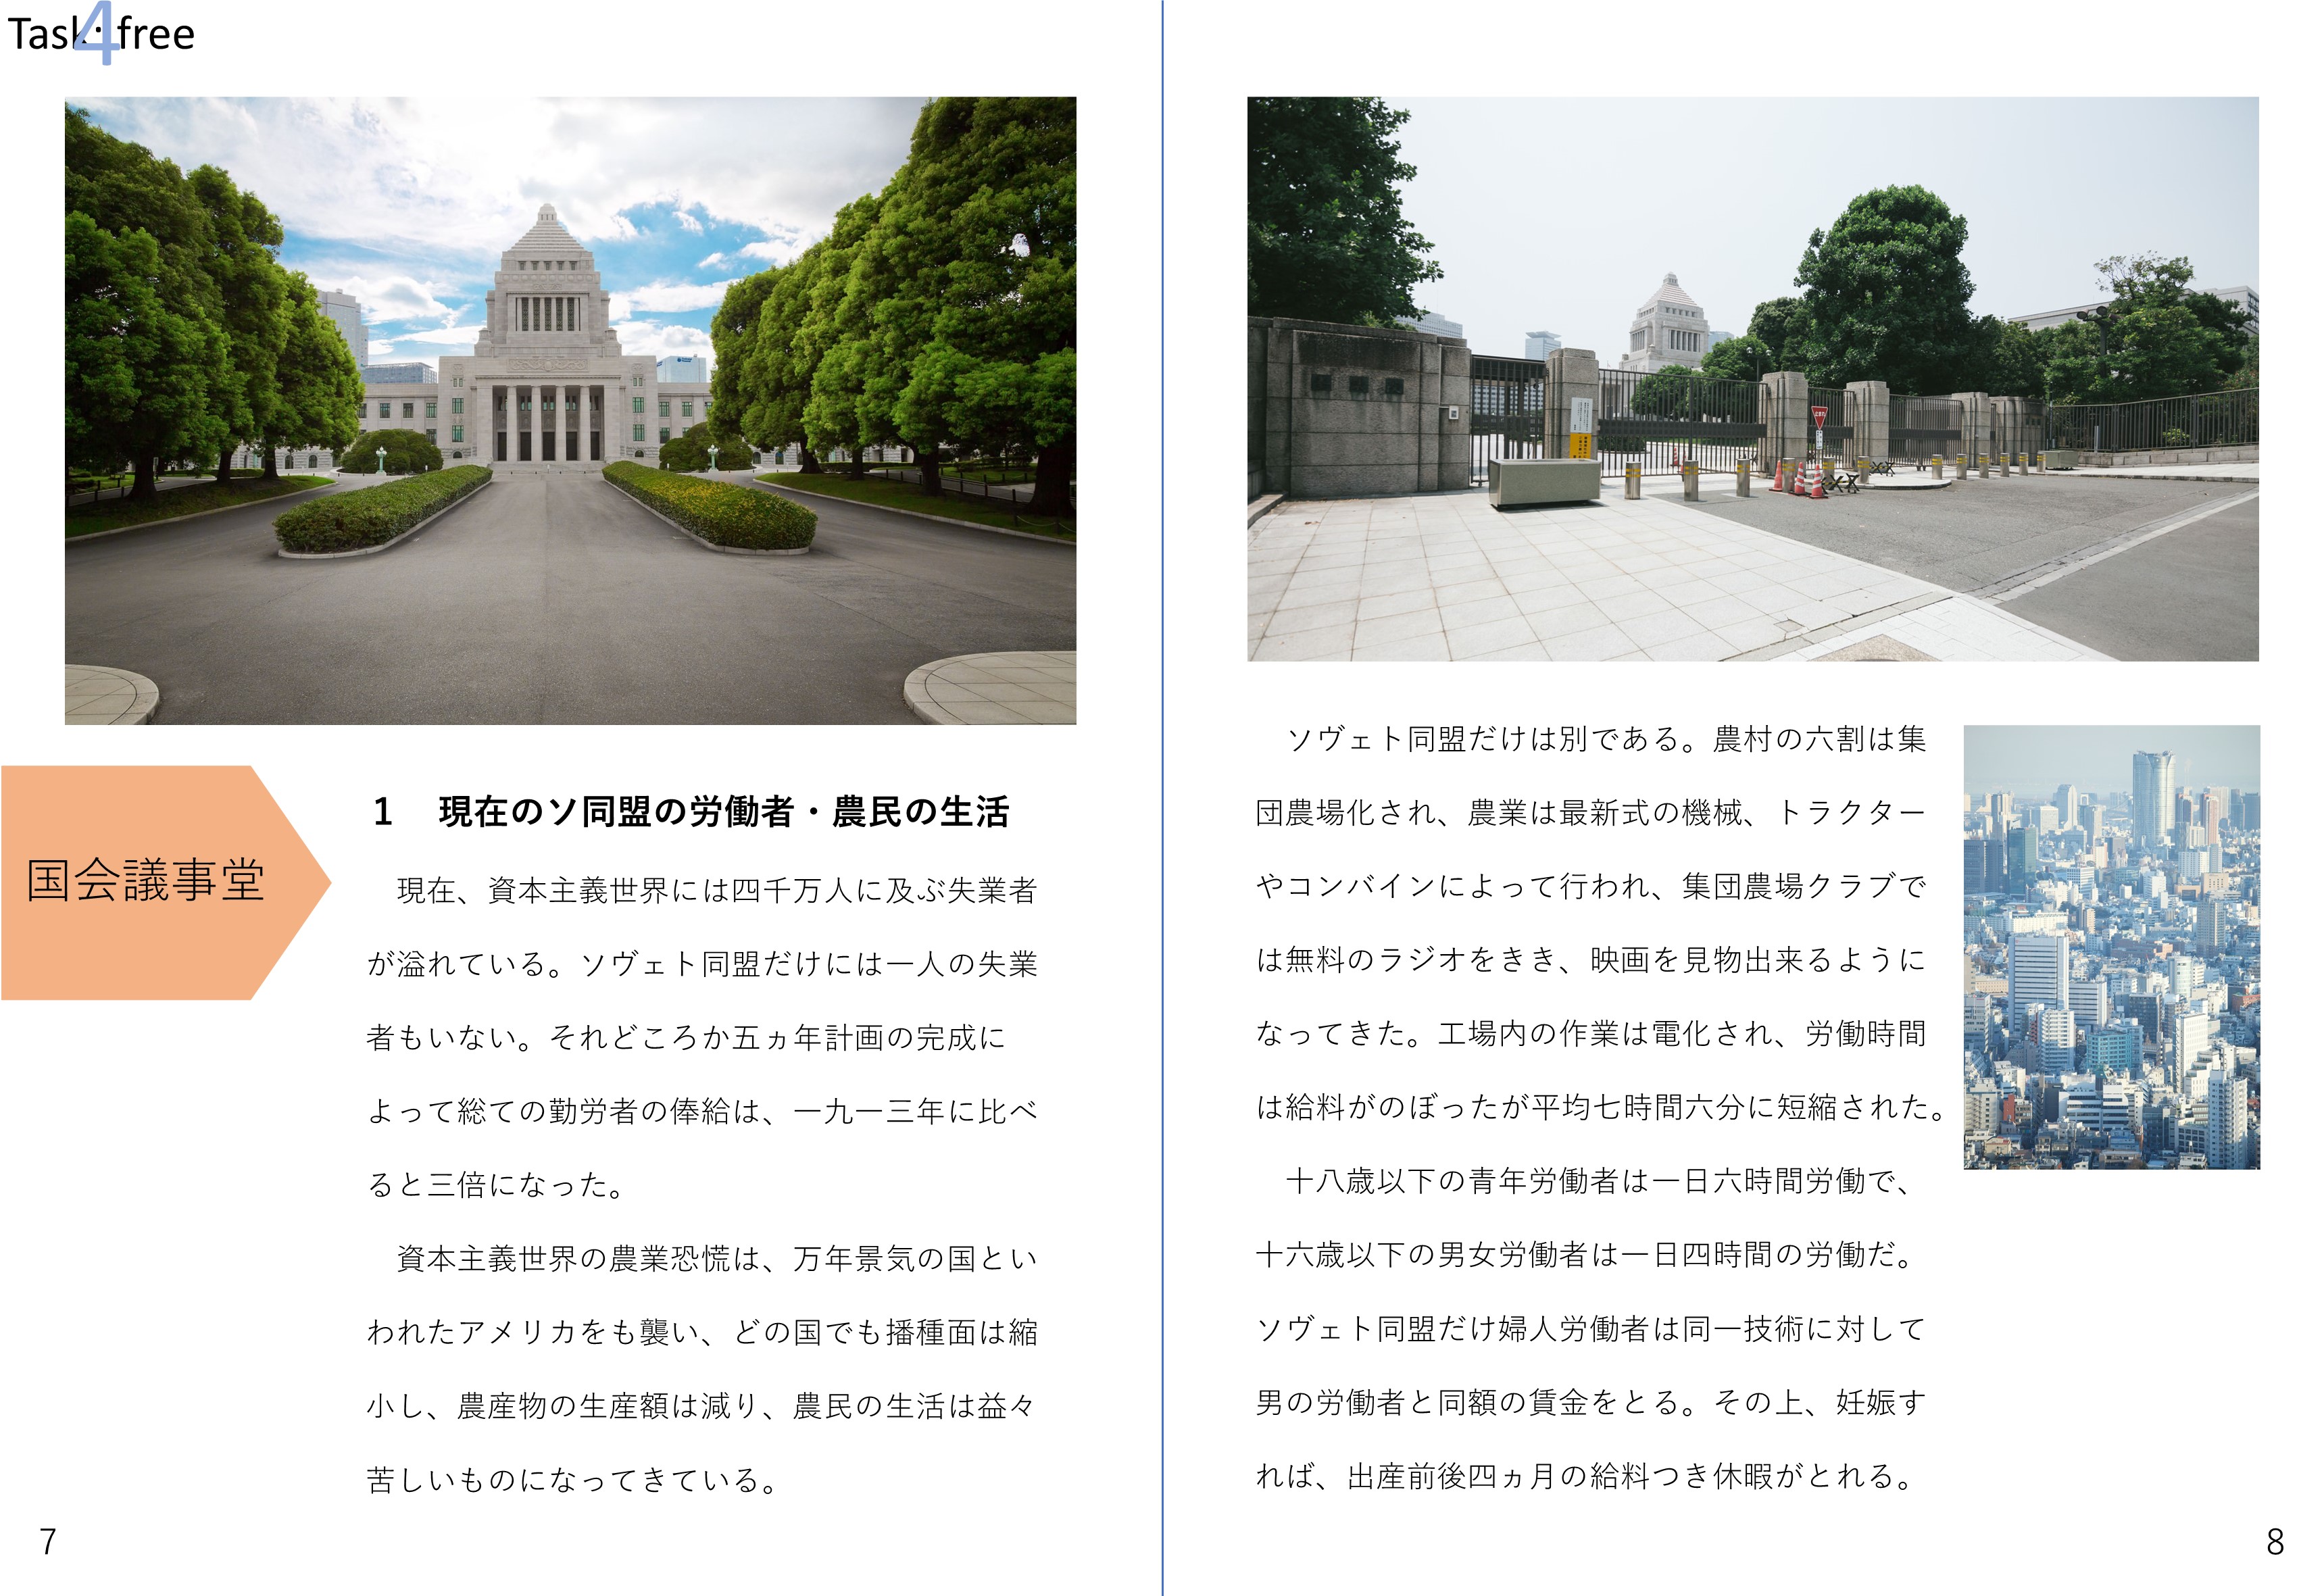 Task4free
国会議事堂
1　現在のソ同盟の労働者・農民の生活
　現在、資本主義世界には四千万人に及ぶ失業者
が溢れている。ソヴェト同盟だけには一人の失業
者もいない。それどころか五ヵ年計画の完成に
よって総ての勤労者の俸給は、一九一三年に比べ
ると三倍になった。
　資本主義世界の農業恐慌は、万年景気の国とい
われたアメリカをも襲い、どの国でも播種面は縮
小し、農産物の生産額は減り、農民の生活は益々
苦しいものになってきている。
7
　ソヴェト同盟だけは別である。農村の六割は集
団農場化され、農業は最新式の機械、トラクター
やコンバインによって行われ、集団農場クラブで
は無料のラジオをきき、映画を見物出来るように
なってきた。工場内の作業は電化され、労働時間
は給料がのぼったが平均七時間六分に短縮された。
　十八歳以下の青年労働者は一日六時間労働で、
十六歳以下の男女労働者は一日四時間の労働だ。
ソヴェト同盟だけ婦人労働者は同一技術に対して
男の労働者と同額の賃金をとる。その上、妊娠す
れば、出産前後四ヵ月の給料つき休暇がとれる。
8